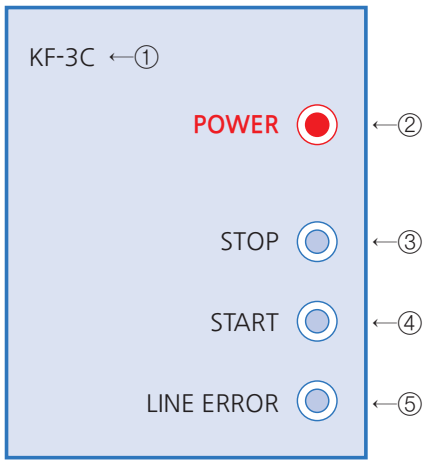 KF-3C ←①
POWER ←②
STOP ←③
START ←④
LINE ERROR ←⑤